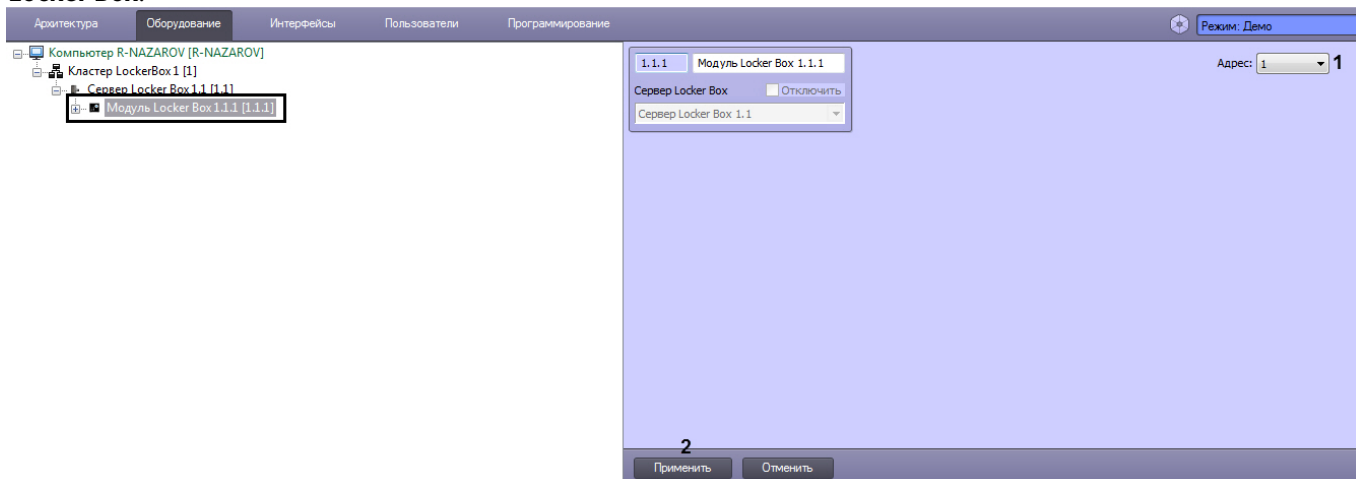 Locker Box.
Архитектура Оборудование Интерфейсы Пользователи Программирование Режим: Демо
Компьютер R-NAZAROV [R-NAZAROV]
Кластер LockerBox 1 [1]
Сервер Locker Box 1.1 [1.1]
Модуль Locker Box 1.1.1 [1.1.1]
1.1.1 Модуль Locker Box 1.1.1 Адрес: 1 1
Сервер Locker Box Отключить
Сервер Locker Box 1.1
2
Применить Отменить